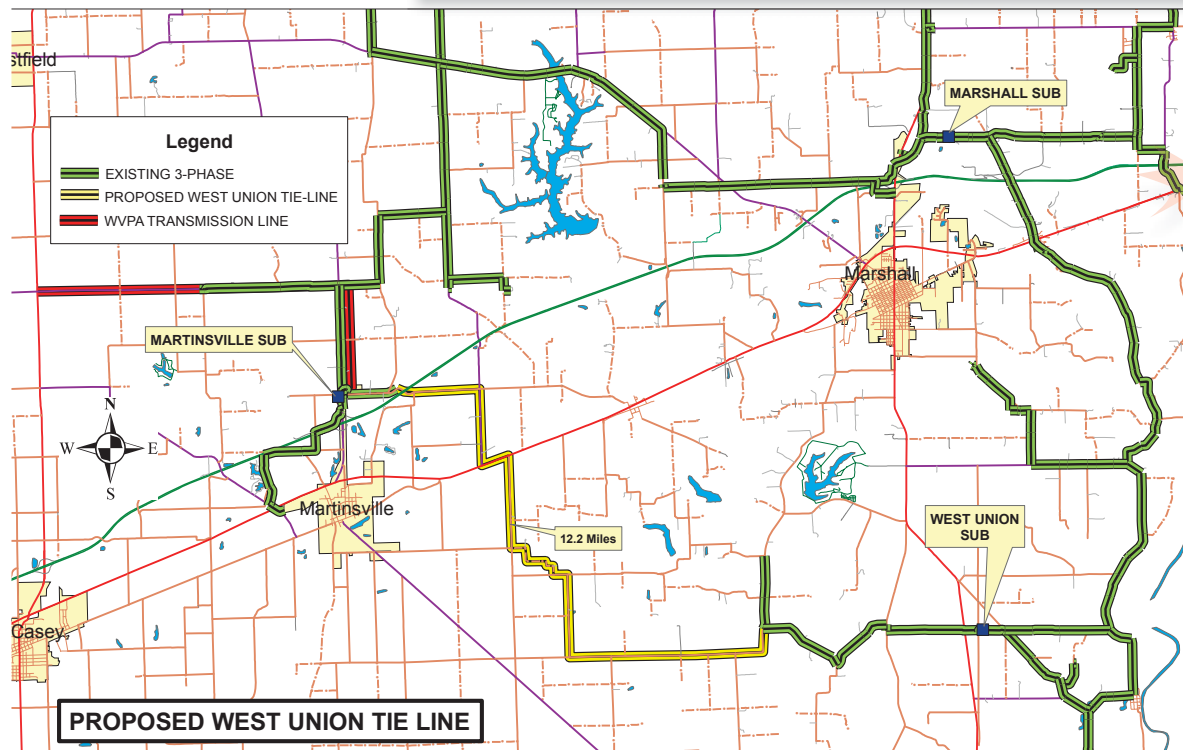 stfield
MARSHALL SUB
Legend
EXISTING 3-PHASE
PROPOSED WEST UNION TIE-LINE
WVPA TRANSMISSION LINE
Marshall
MARTINSVILLE SUB
N
W E
S
Martinsville
WEST UNION
SUB
12.2 Miles
Casey
PROPOSED WEST UNION TIE LINE